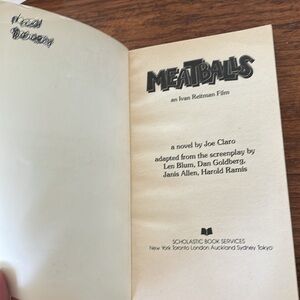 MEATBALLS
an Ivan Reitman Film
a novel by Joe Claro
adapted from the screenplay by
Len Blum, Dan Goldberg,
Janis Allen, Harold Ramis
SCHOLASTIC BOOK SERVICES
New York Toronto London Auckland Sydney Tokyo